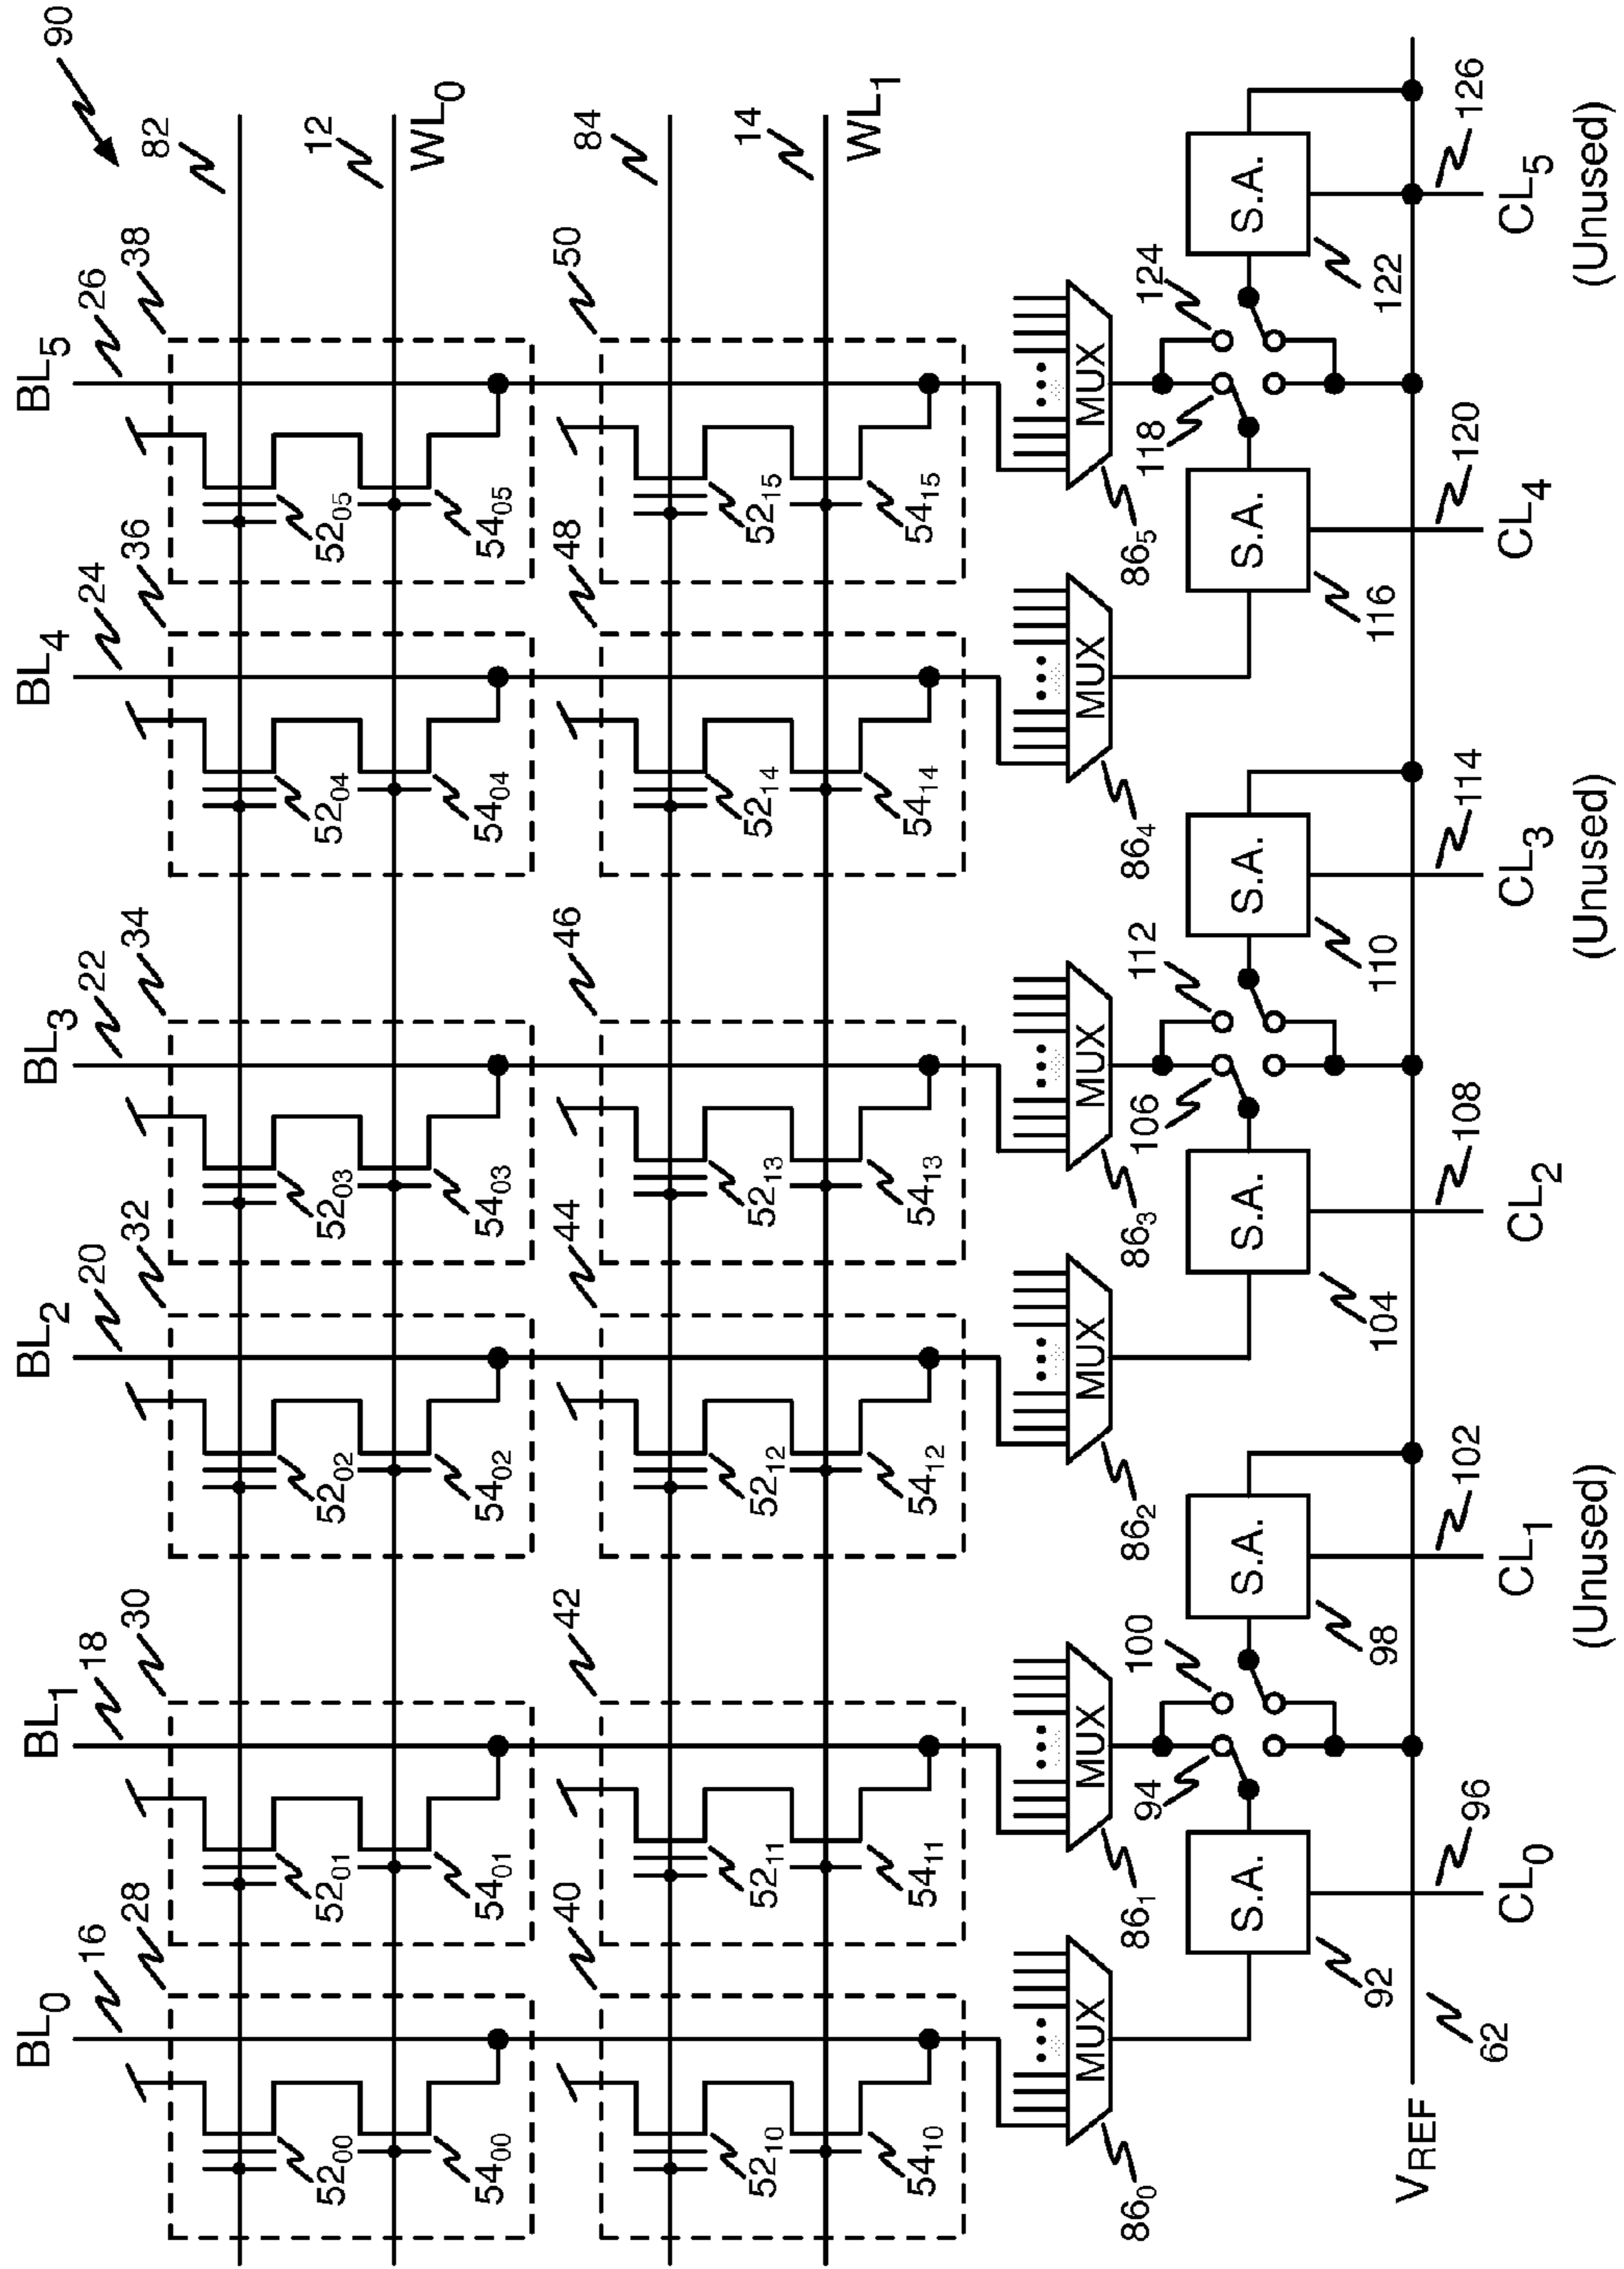 90
BL0
BL1
BL2
BL3
BL4
BL5
16
18
20
22
24
26
28
30
32
34
36
38
82
5200
5201
5202
5203
5204
5205
12
WL0
5400
5401
5402
5403
5404
5405
40
42
44
46
48
50
84
5210
5211
5212
5213
5214
5215
14
WL1
5410
5411
5412
5413
5414
5415
MUX
MUX
MUX
MUX
MUX
MUX
860
861
862
863
864
865
94
100
106
112
118
124
S.A.
S.A.
S.A.
S.A.
S.A.
S.A.
92
98
104
110
116
122
VREF
62
96
102
108
114
120
126
CL0
CL1
CL2
CL3
CL4
CL5
(Unused)
(Unused)
(Unused)